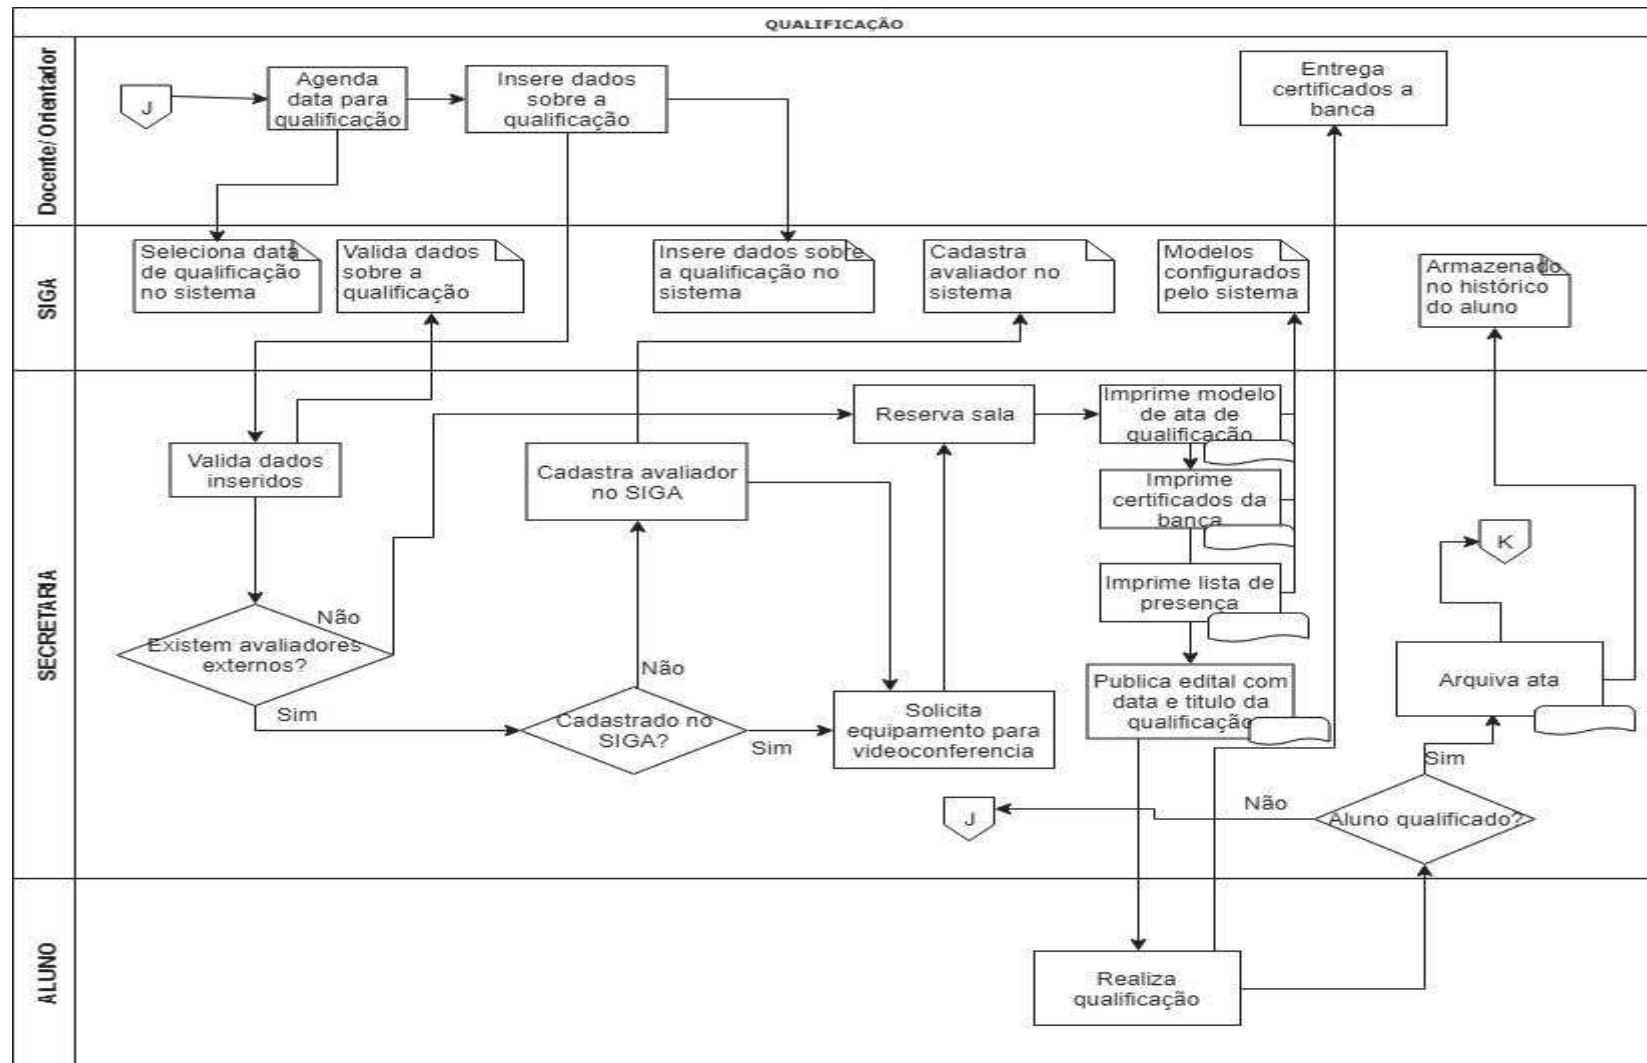 QUALIFICAÇÃO
Docente/ Orientador
J
Agenda
data para
qualificação
Insere dados
sobre a
qualificação
Entrega
certificados a
banca
SIGA
Seleciona data
de qualificação
no sistema
Valida dados
sobre a
qualificação
Insere dados sobre
a qualificação no
sistema
Cadastra
avaliador no
sistema
Modelos
configurados
pelo sistema
Armazenado
no histórico
do aluno
SECRETARIA
Valida dados
inseridos
Cadastra avaliador
no SIGA
Reserva sala
Imprime modelo
de ata de
qualificação
Imprime
certificados da
banca
Imprime lista de
presença
K
Existem avaliadores
externos?
Não
Sim
Cadastrado no
SIGA?
Não
Sim
Solicita
equipamento para
videoconferencia
Publica edital com
data e titulo da
qualificação
Arquiva ata
J
Não
Sim
Aluno qualificado?
ALUNO
Realiza
qualificação